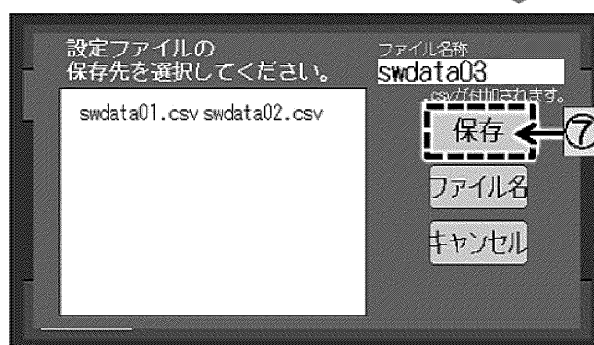 設定ファイルの
保存先を選択してください。
ファイル名称
swdata03
.csvが付加されます。
swdata01.csv swdata02.csv
保存
⑦
ファイル名
キャンセル